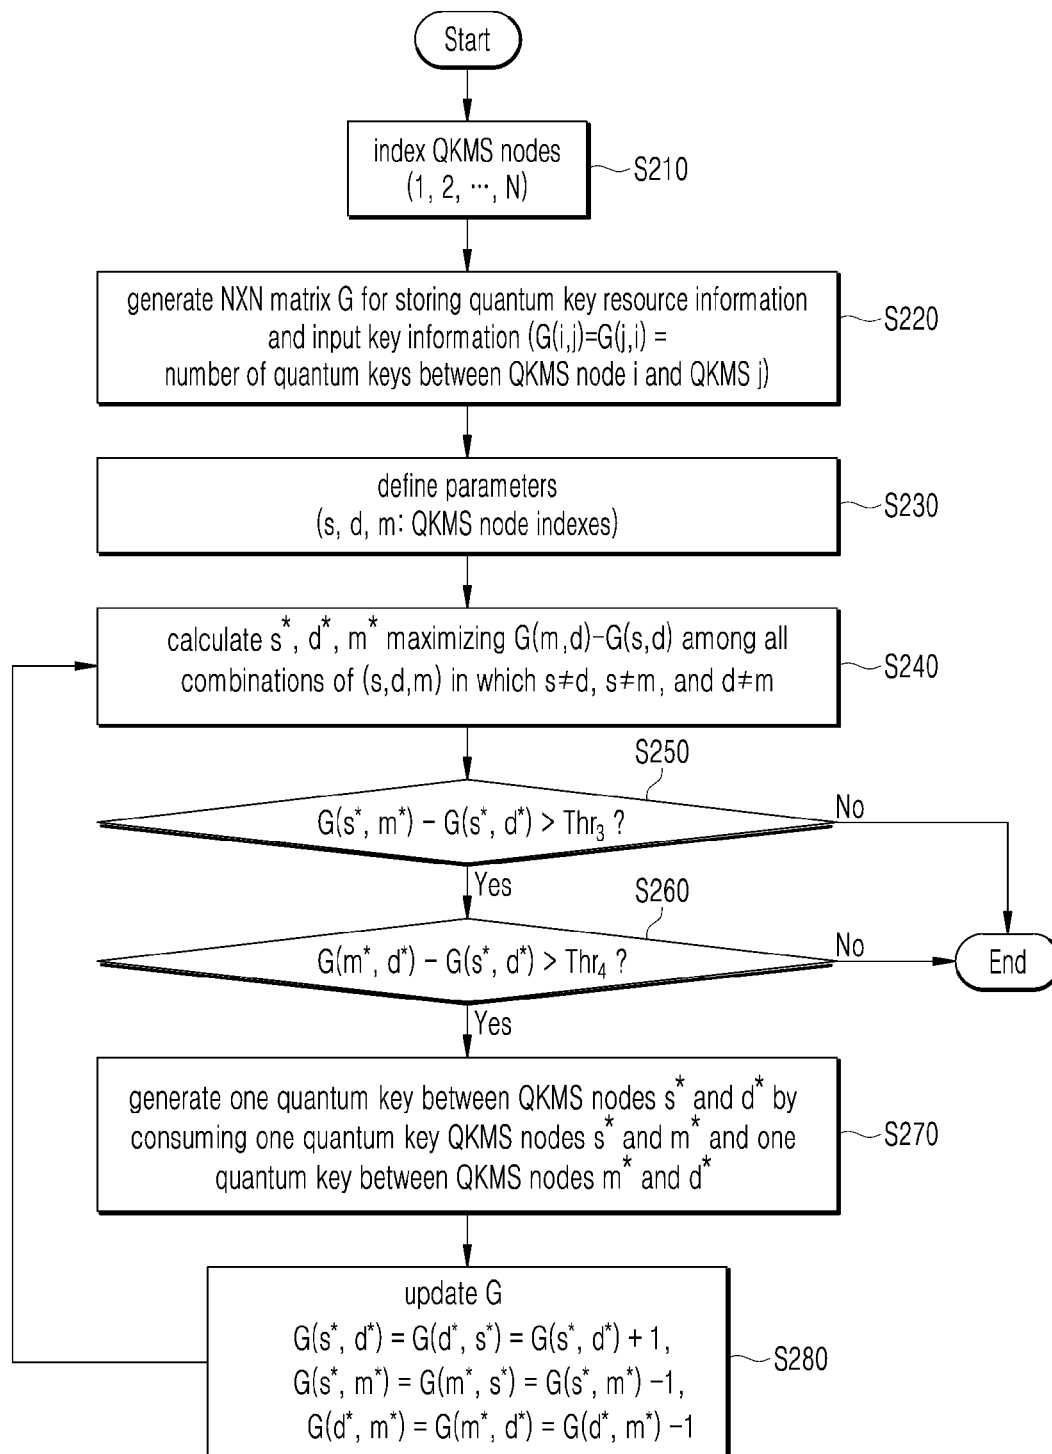 Start
index QKMS nodes
(1, 2, ···, N)
S210
generate NXN matrix G for storing quantum key resource information
and input key information (G(i,j)=G(j,i) =
number of quantum keys between QKMS node i and QKMS j)
S220
define parameters
(s, d, m: QKMS node indexes)
S230
calculate s*, d*, m* maximizing G(m,d)-G(s,d) among all
combinations of (s,d,m) in which s≠d, s≠m, and d≠m
S240
S250
G(s*, m*) – G(s*, d*) > Thr₃ ?
No
Yes
S260
G(m*, d*) – G(s*, d*) > Thr₄ ?
No
End
Yes
generate one quantum key between QKMS nodes s* and d* by
consuming one quantum key QKMS nodes s* and m* and one
quantum key between QKMS nodes m* and d*
S270
update G
G(s*, d*) = G(d*, s*) = G(s*, d*) + 1,
G(s*, m*) = G(m*, s*) = G(s*, m*) –1,
G(d*, m*) = G(m*, d*) = G(d*, m*) –1
S280